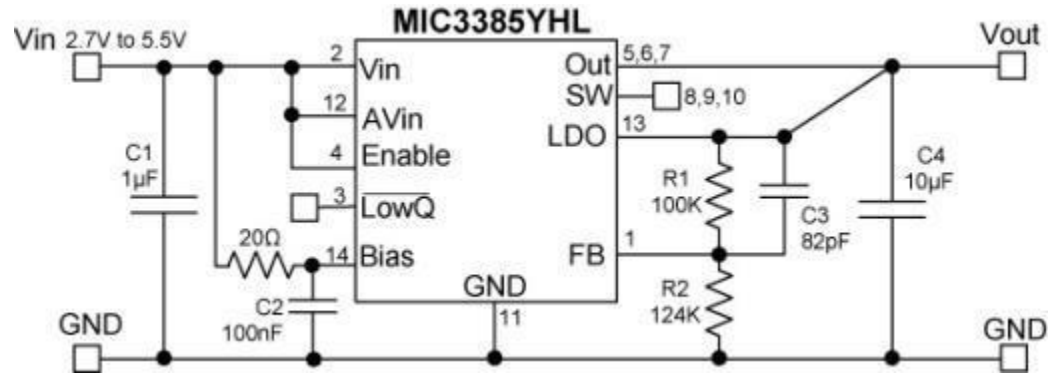 MIC3385YHL
Vin 2.7V to 5.5V
Vout
2
Vin
Out
5,6,7
SW
8,9,10
12
AVin
LDO
13
4
Enable
C1
1µF
R1
100K
C3
82pF
C4
10µF
3
LowQ
20Ω
14
Bias
FB
1
GND
11
C2
100nF
R2
124K
GND
GND